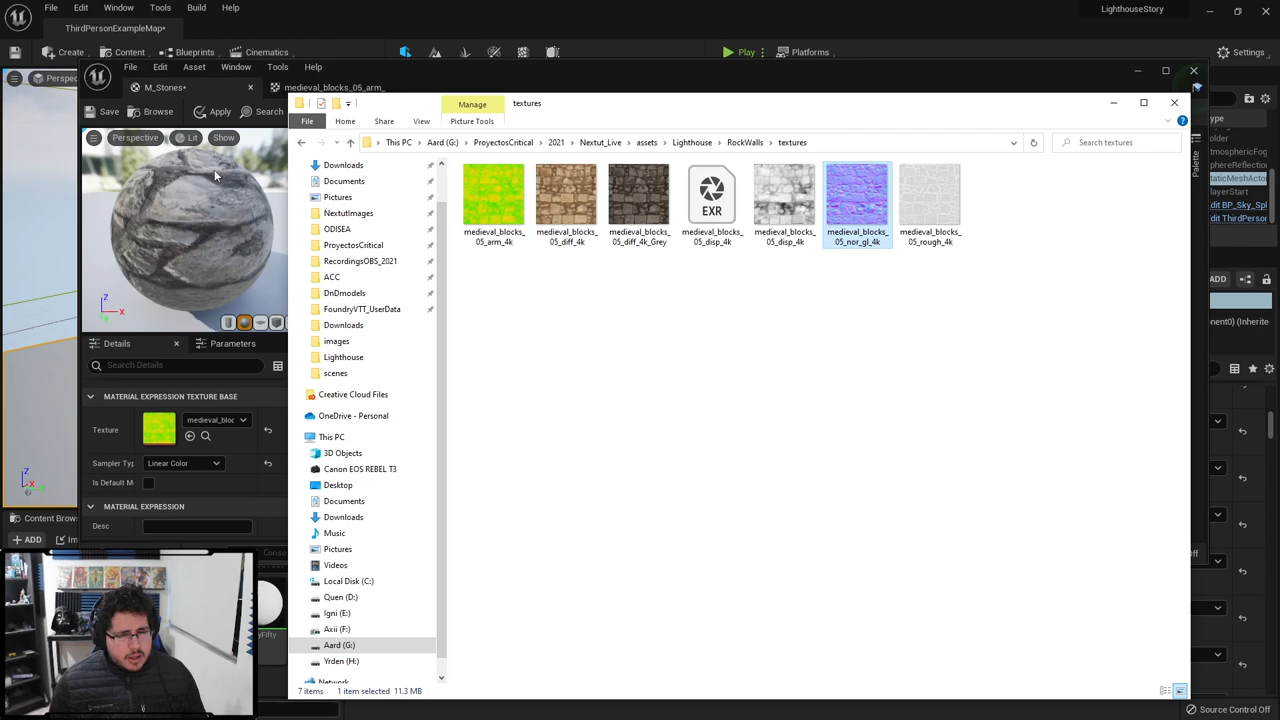 File Edit Window Tools Build Help
LighthouseStory
ThirdPersonExampleMap*
Create Content Blueprints Cinematics Play Platforms Settings
File Edit Asset Window Tools Help
M_Stones* medieval_blocks_05_arm_
Save Browse Apply Search
Perspective Lit Show
Manage textures
File Home Share View Picture Tools
This PC Aard (G:) ProyectosCritical 2021 Nextut_Live assets Lighthouse RockWalls textures Search textures
Downloads
Documents
Pictures
NextutImages
ODISEA
ProyectosCritical
RecordingsOBS_2021
ACC
DnDmodels
FoundryVTT_UserData
Downloads
images
Lighthouse
scenes
Creative Cloud Files
OneDrive - Personal
This PC
3D Objects
Canon EOS REBEL T3
Desktop
Documents
Downloads
Music
Pictures
Videos
Local Disk (C:)
Quen (D:)
Igni (E:)
Axii (F:)
Aard (G:)
Yrden (H:)
Network
7 items 1 item selected 11.3 MB
EXR
medieval_blocks_05_arm_4k
medieval_blocks_05_diff_4k
medieval_blocks_05_diff_4k_Grey
medieval_blocks_05_disp_4k
medieval_blocks_05_disp_4k
medieval_blocks_05_nor_gl_4k
medieval_blocks_05_rough_4k
Z X
Details Parameters
Search Details
MATERIAL EXPRESSION TEXTURE BASE
Texture medieval_bloc
Sampler Typ Linear Color
Is Default M
MATERIAL EXPRESSION
Desc
Content Brows
ADD
Palette
ADD
Source Control Off